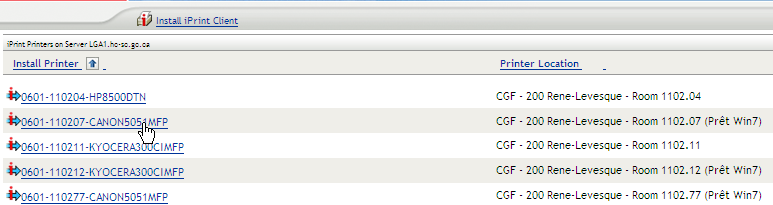 Install iPrint Client
iPrint Printers on Server LGA1.hc-sc.gc.ca
Install Printer Printer Location
0601-110204-HP8500DTN CGF - 200 Rene-Levesque - Room 1102.04
0601-110207-CANON5051MFP CGF - 200 Rene-Levesque - Room 1102.07 (Prêt Win7)
0601-110211-KYOCERA300CIMFP CGF - 200 Rene-Levesque - Room 1102.11
0601-110212-KYOCERA300CIMFP CGF - 200 Rene-Levesque - Room 1102.12 (Prêt Win7)
0601-110277-CANON5051MFP CGF - 200 Rene-Levesque - Room 1102.77 (Prêt Win7)